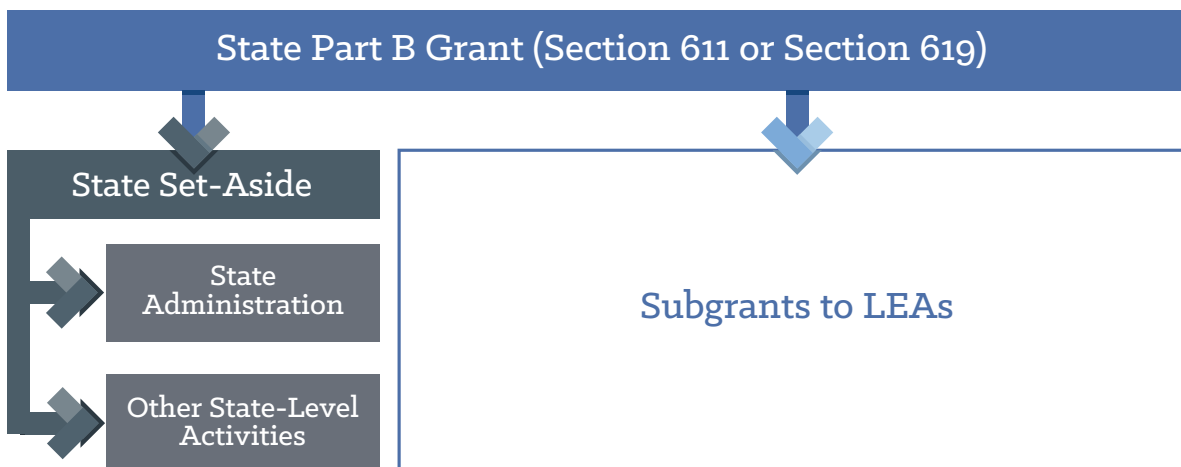 State Part B Grant (Section 611 or Section 619)
State Set-Aside
State
Administration
Other State-Level
Activities
Subgrants to LEAs